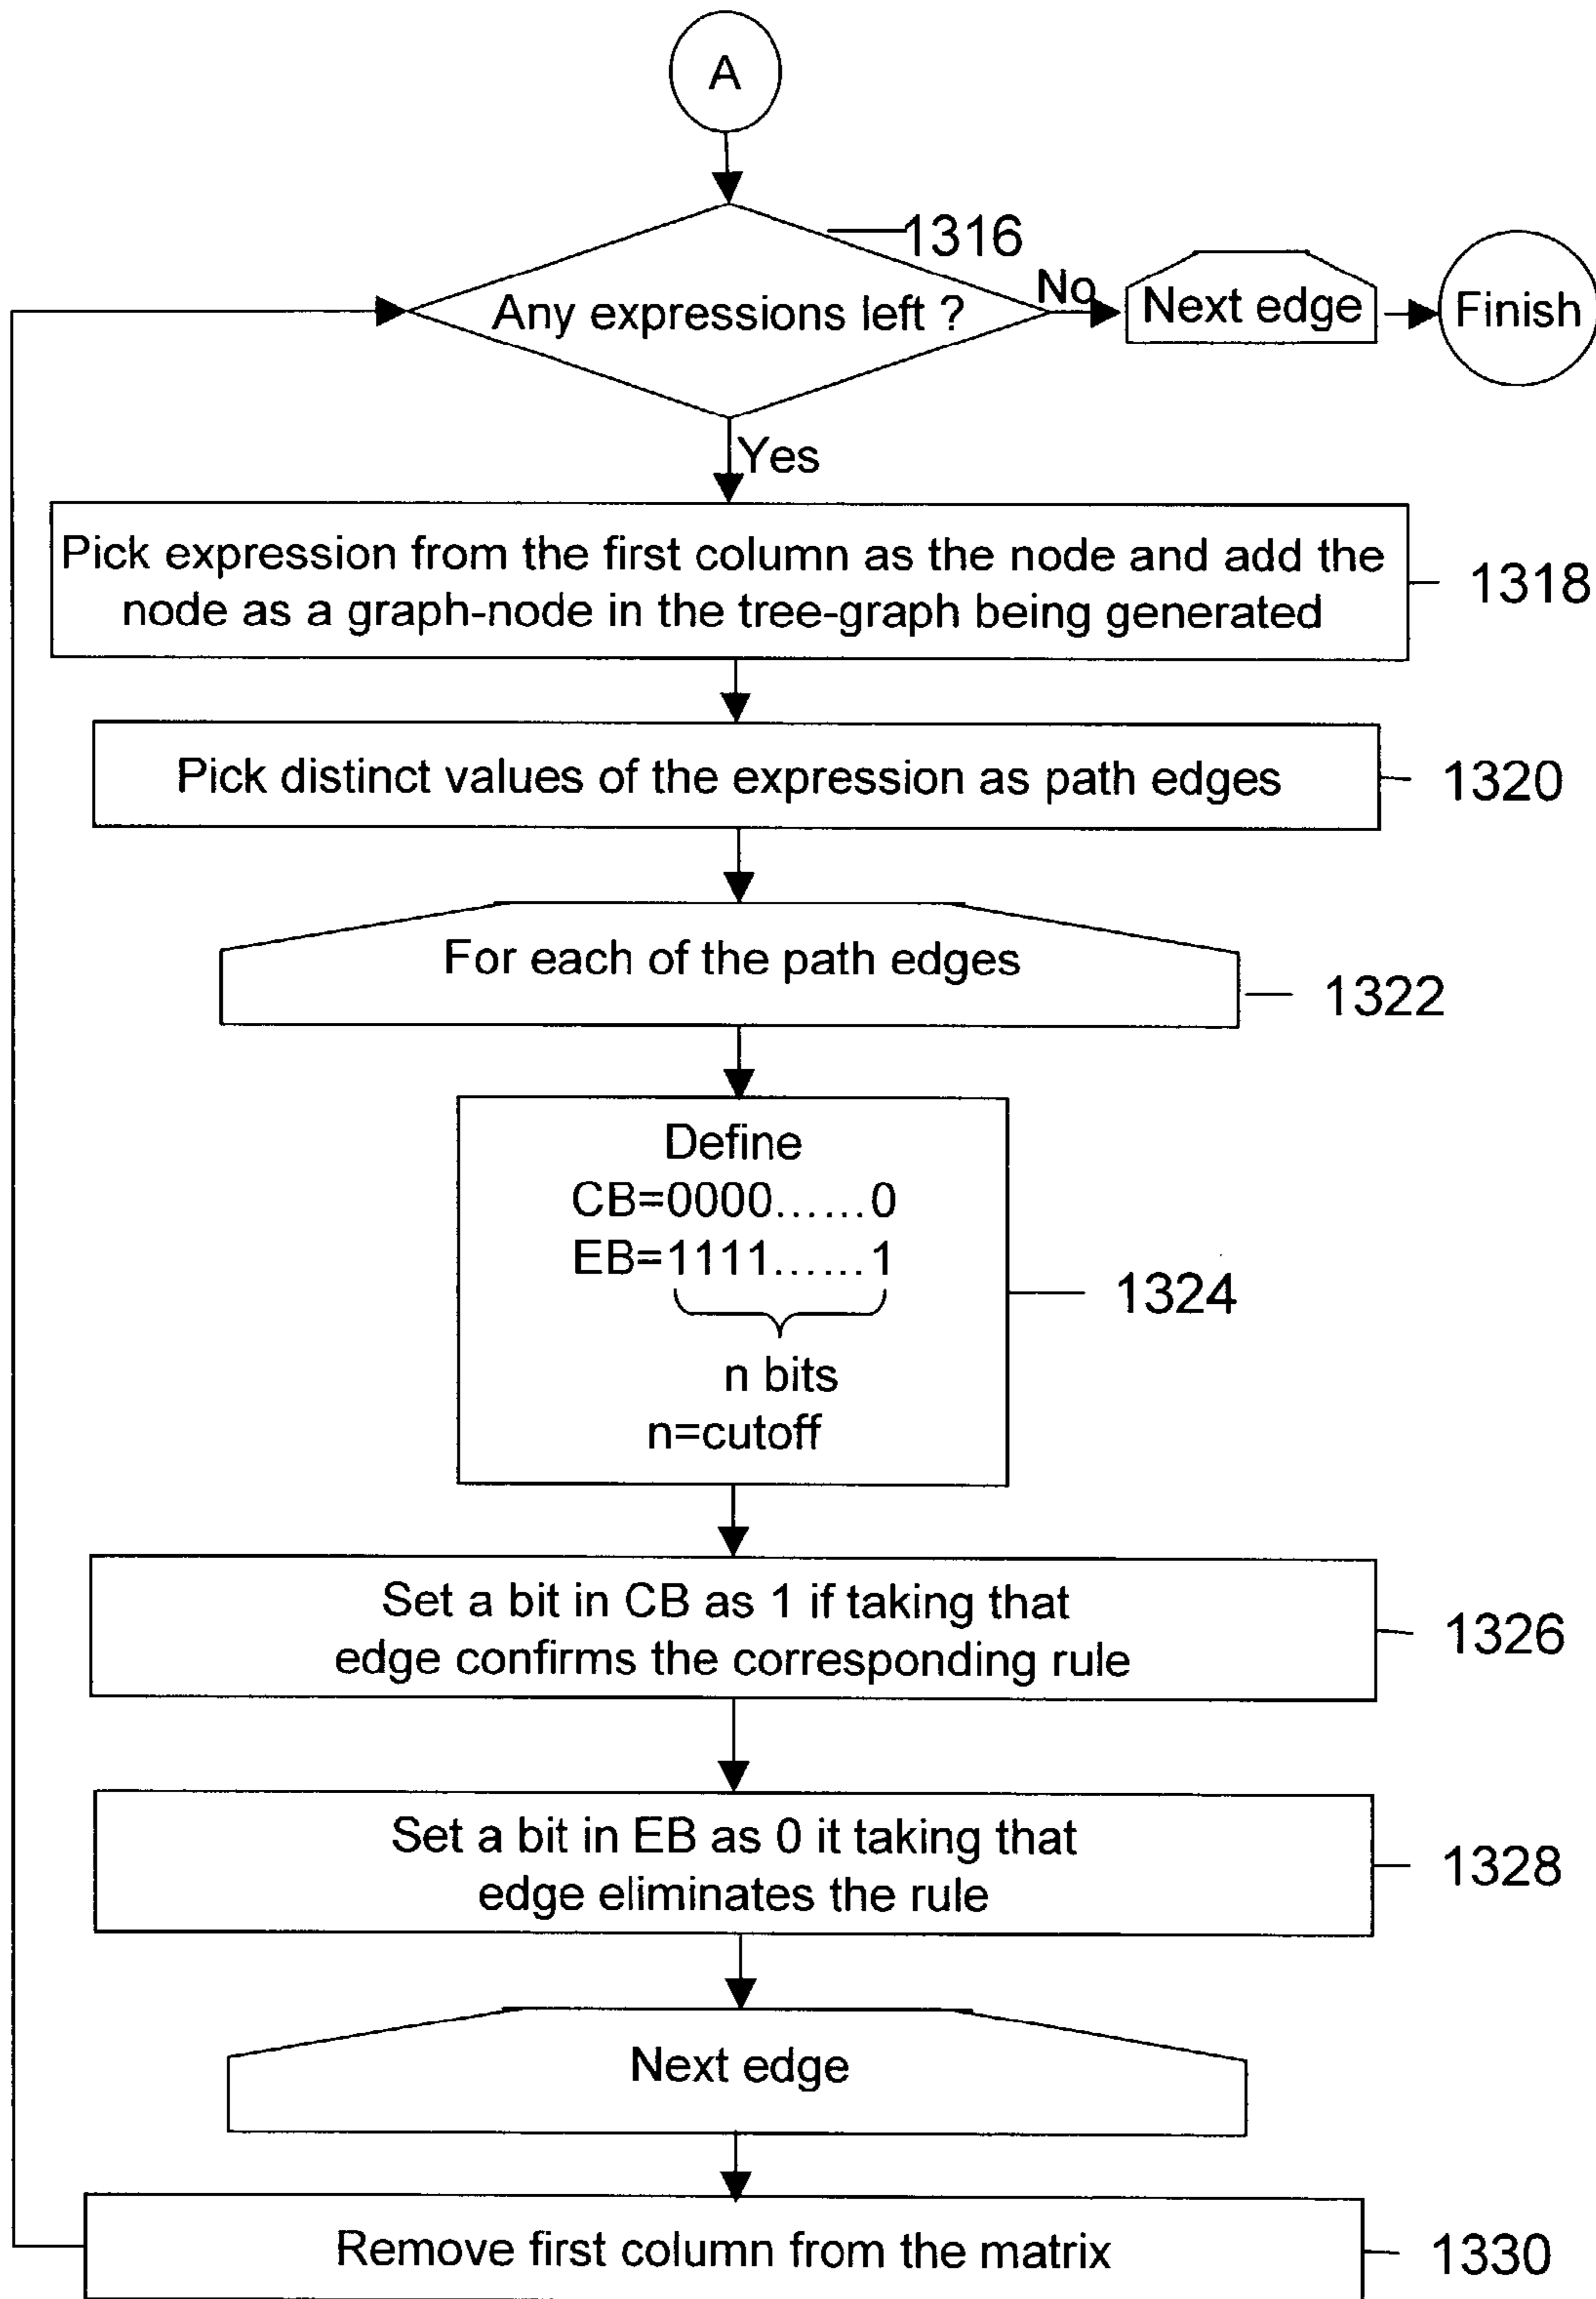 A
1316
Any expressions left ?
No
Next edge
Finish
Yes
Pick expression from the first column as the node and add the
node as a graph-node in the tree-graph being generated
1318
Pick distinct values of the expression as path edges
1320
For each of the path edges
1322
Define
CB=0000......0
EB=1111......1
n bits
n=cutoff
1324
Set a bit in CB as 1 if taking that
edge confirms the corresponding rule
1326
Set a bit in EB as 0 it taking that
edge eliminates the rule
1328
Next edge
Remove first column from the matrix
1330